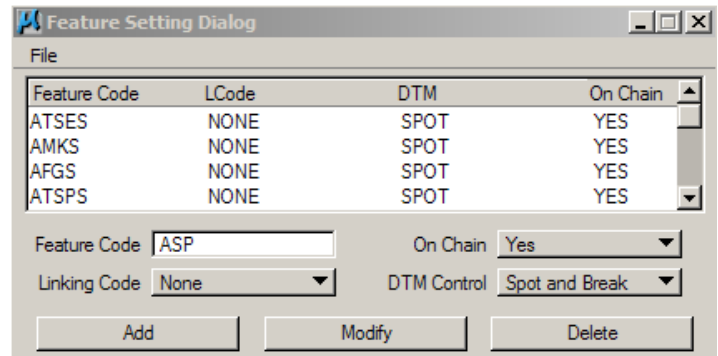 Feature Setting Dialog
File
Feature Code LCode DTM On Chain
ATSES NONE SPOT YES
AMKS NONE SPOT YES
AFGS NONE SPOT YES
ATSPS NONE SPOT YES
Feature Code ASP On Chain Yes
Linking Code None DTM Control Spot and Break
Add Modify Delete